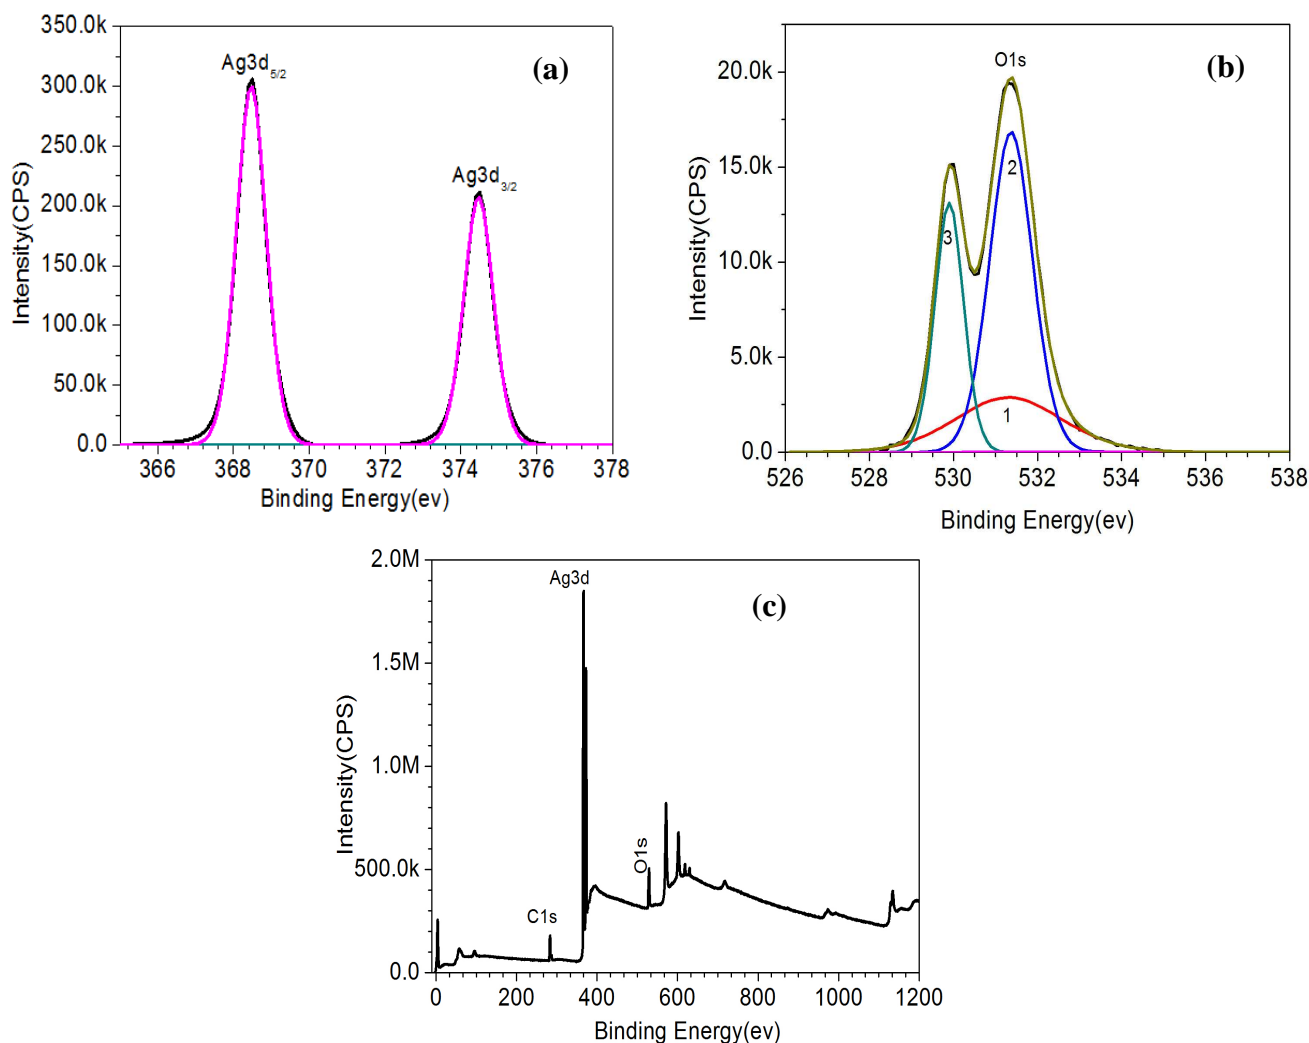 350.0k
300.0k
250.0k
200.0k
150.0k
100.0k
50.0k
0.0
Intensity(CPS)
Ag3d5/2
Ag3d3/2
(a)
366 368 370 372 374 376 378
Binding Energy(ev)
20.0k
15.0k
10.0k
5.0k
0.0
Intensity(CPS)
O1s
(b)
2
3
1
526 528 530 532 534 536 538
Binding Energy(ev)
2.0M
1.5M
1.0M
500.0k
0.0
Intensity(CPS)
Ag3d
(c)
O1s
C1s
0 200 400 600 800 1000 1200
Binding Energy(ev)